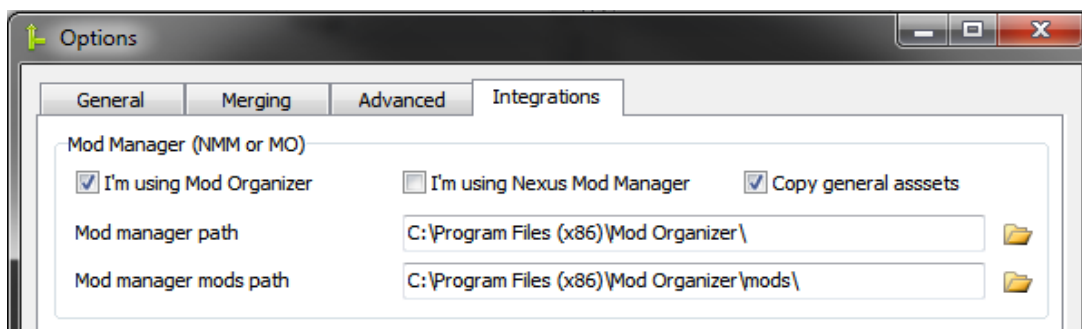 Options
General Merging Advanced Integrations
Mod Manager (NMM or MO)
I'm using Mod Organizer I'm using Nexus Mod Manager Copy general asssets
Mod manager path C:\Program Files (x86)\Mod Organizer\
Mod manager mods path C:\Program Files (x86)\Mod Organizer\mods\